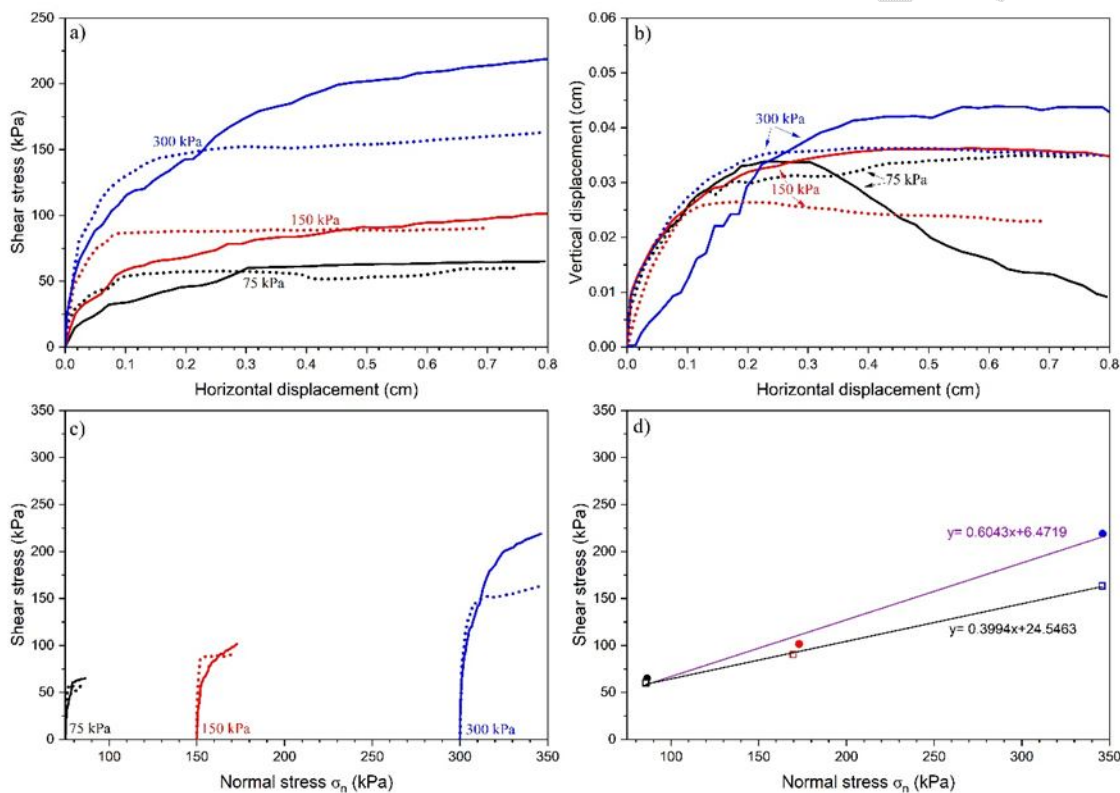 a)
250
200
150
100
50
0
Shear stress (kPa)
300 kPa
150 kPa
75 kPa
0.0 0.1 0.2 0.3 0.4 0.5 0.6 0.7 0.8
Horizontal displacement (cm)
b)
0.06
0.05
0.04
0.03
0.02
0.01
0.00
Vertical displacement (cm)
300 kPa
75 kPa
150 kPa
0.0 0.1 0.2 0.3 0.4 0.5 0.6 0.7 0.8
Horizontal displacement (cm)
c)
350
300
250
200
150
100
50
0
Shear stress (kPa)
75 kPa
150 kPa
300 kPa
100 150 200 250 300 350
Normal stress σn (kPa)
d)
350
300
250
200
150
100
50
0
Shear stress (kPa)
y= 0.6043x+6.4719
y= 0.3994x+24.5463
100 150 200 250 300 350
Normal stress σn (kPa)